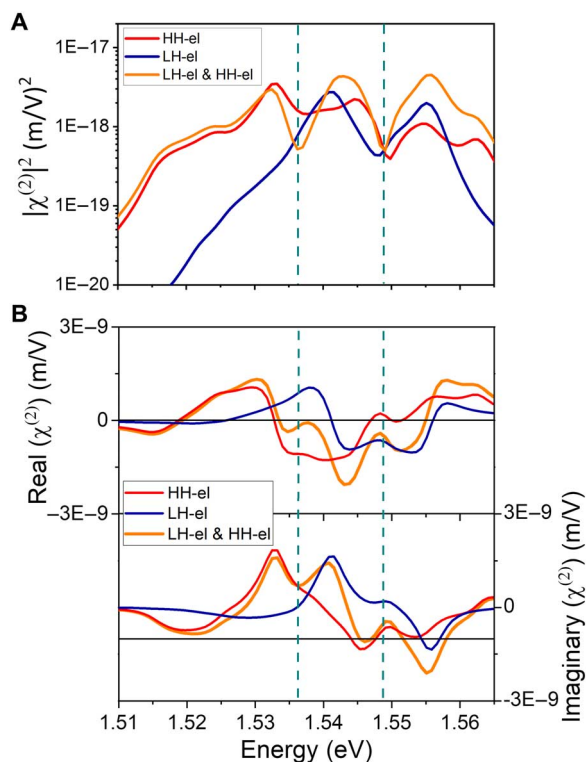 A
1E−17
1E−18
1E−19
1E−20
|χ(2)|2 (m/V)2
HH-el
LH-el
LH-el & HH-el
B
3E−9
0
−3E−9
Real (χ(2)) (m/V)
HH-el
LH-el
LH-el & HH-el
3E−9
0
−3E−9
Imaginary (χ(2)) (m/V)
1.51 1.52 1.53 1.54 1.55 1.56
Energy (eV)